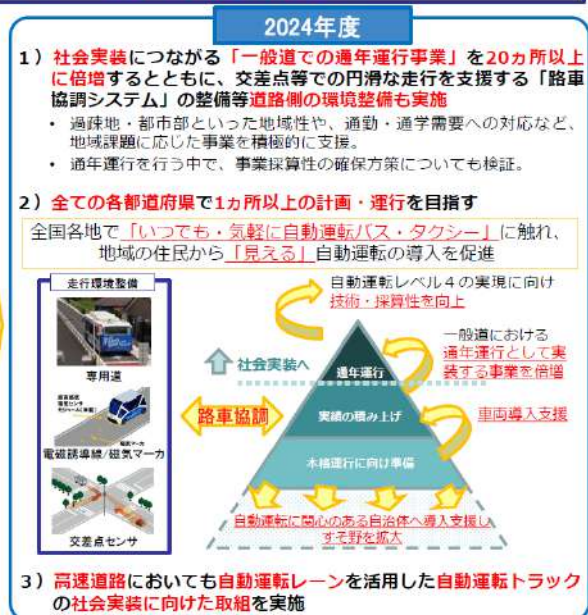 2024年度
1）社会実装につながる「一般道での通年運行事業」を20ヵ所以上
に倍増するとともに、交差点等での円滑な走行を支援する「路車
協調システム」の整備等道路側の環境整備も実施
• 過疎地・都市部といった地域性や、通勤・通学需要への対応など、
地域課題に応じた事業を積極的に支援。
• 通年運行を行う中で、事業採算性の確保方策についても検証。
2）全ての各都道府県で1ヵ所以上の計画・運行を目指す
全国各地で「いつでも・気軽に自動運転バス・タクシー」に触れ、
地域の住民から「見える」自動運転の導入を促進
走行環境整備
専用道
電磁誘導線/磁気マーカ
交差点センサ
路車協調
社会実装へ
自動運転レベル４の実現に向け
技術・採算性を向上
一般道における
通年運行として実
装する事業を倍増
車両導入支援
通年運行
実績の積み上げ
本格運行に向け準備
自動運転に関心のある自治体へ導入支援し
すそ野を拡大
3）高速道路においても自動運転レーンを活用した自動運転トラック
の社会実装に向けた取組を実施